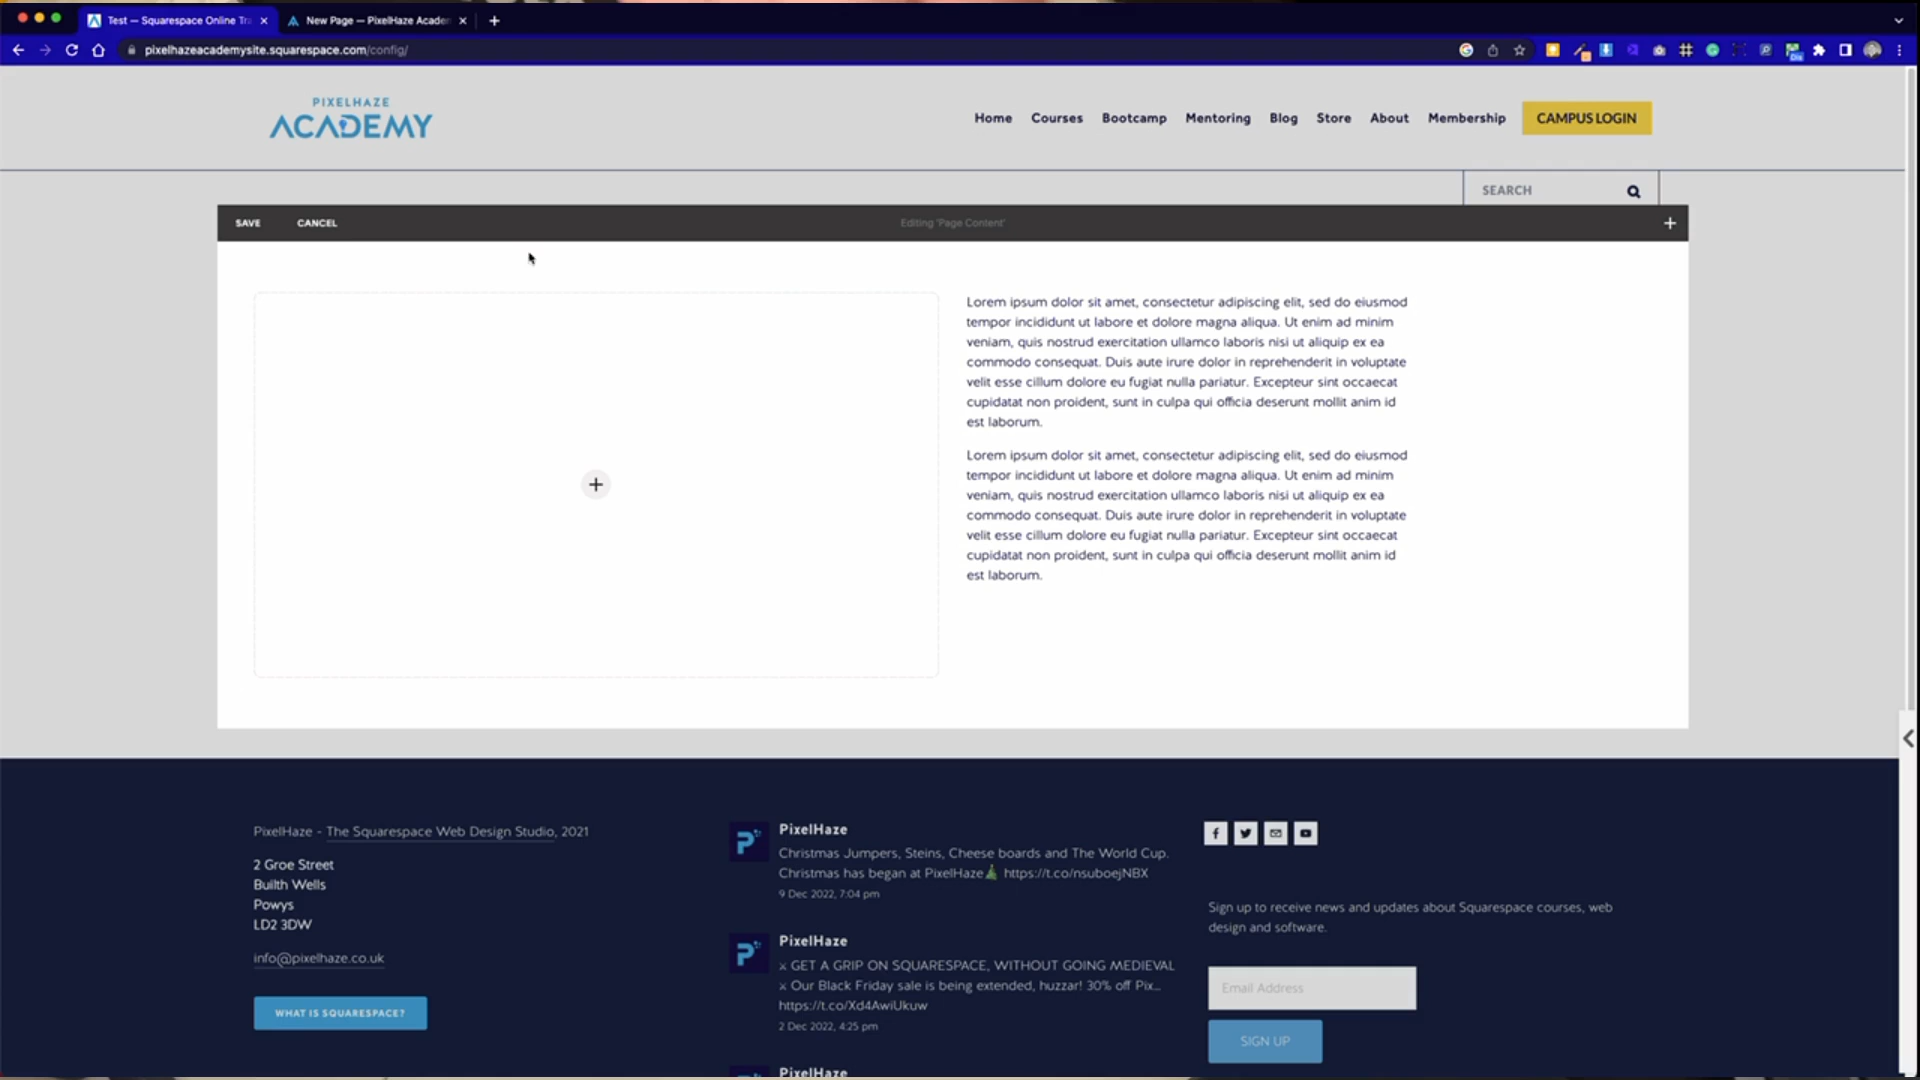 Test — Squarespace Online Tra
New Page — PixelHaze Academ
pixelhazeacademysite.squarespace.com/config/
PIXELHAZE
ACADEMY
Home Courses Bootcamp Mentoring Blog Store About Membership CAMPUS LOGIN
SEARCH
SAVE CANCEL Editing 'Page Content'
Lorem ipsum dolor sit amet, consectetur adipiscing elit, sed do eiusmod
tempor incididunt ut labore et dolore magna aliqua. Ut enim ad minim
veniam, quis nostrud exercitation ullamco laboris nisi ut aliquip ex ea
commodo consequat. Duis aute irure dolor in reprehenderit in voluptate
velit esse cillum dolore eu fugiat nulla pariatur. Excepteur sint occaecat
cupidatat non proident, sunt in culpa qui officia deserunt mollit anim id
est laborum.
Lorem ipsum dolor sit amet, consectetur adipiscing elit, sed do eiusmod
tempor incididunt ut labore et dolore magna aliqua. Ut enim ad minim
veniam, quis nostrud exercitation ullamco laboris nisi ut aliquip ex ea
commodo consequat. Duis aute irure dolor in reprehenderit in voluptate
velit esse cillum dolore eu fugiat nulla pariatur. Excepteur sint occaecat
cupidatat non proident, sunt in culpa qui officia deserunt mollit anim id
est laborum.
PixelHaze - The Squarespace Web Design Studio, 2021
2 Groe Street
Builth Wells
Powys
LD2 3DW
info@pixelhaze.co.uk
WHAT IS SQUARESPACE?
PixelHaze
Christmas Jumpers, Steins, Cheese boards and The World Cup.
Christmas has began at PixelHaze🎄 https://t.co/nsuboejNBX
9 Dec 2022, 7:04 pm
PixelHaze
⚔ GET A GRIP ON SQUARESPACE, WITHOUT GOING MEDIEVAL
⚔ Our Black Friday sale is being extended, huzzar! 30% off Pix…
https://t.co/Xd4AwiUkuw
2 Dec 2022, 4:25 pm
PixelHaze
Sign up to receive news and updates about Squarespace courses, web
design and software.
Email Address
SIGN UP